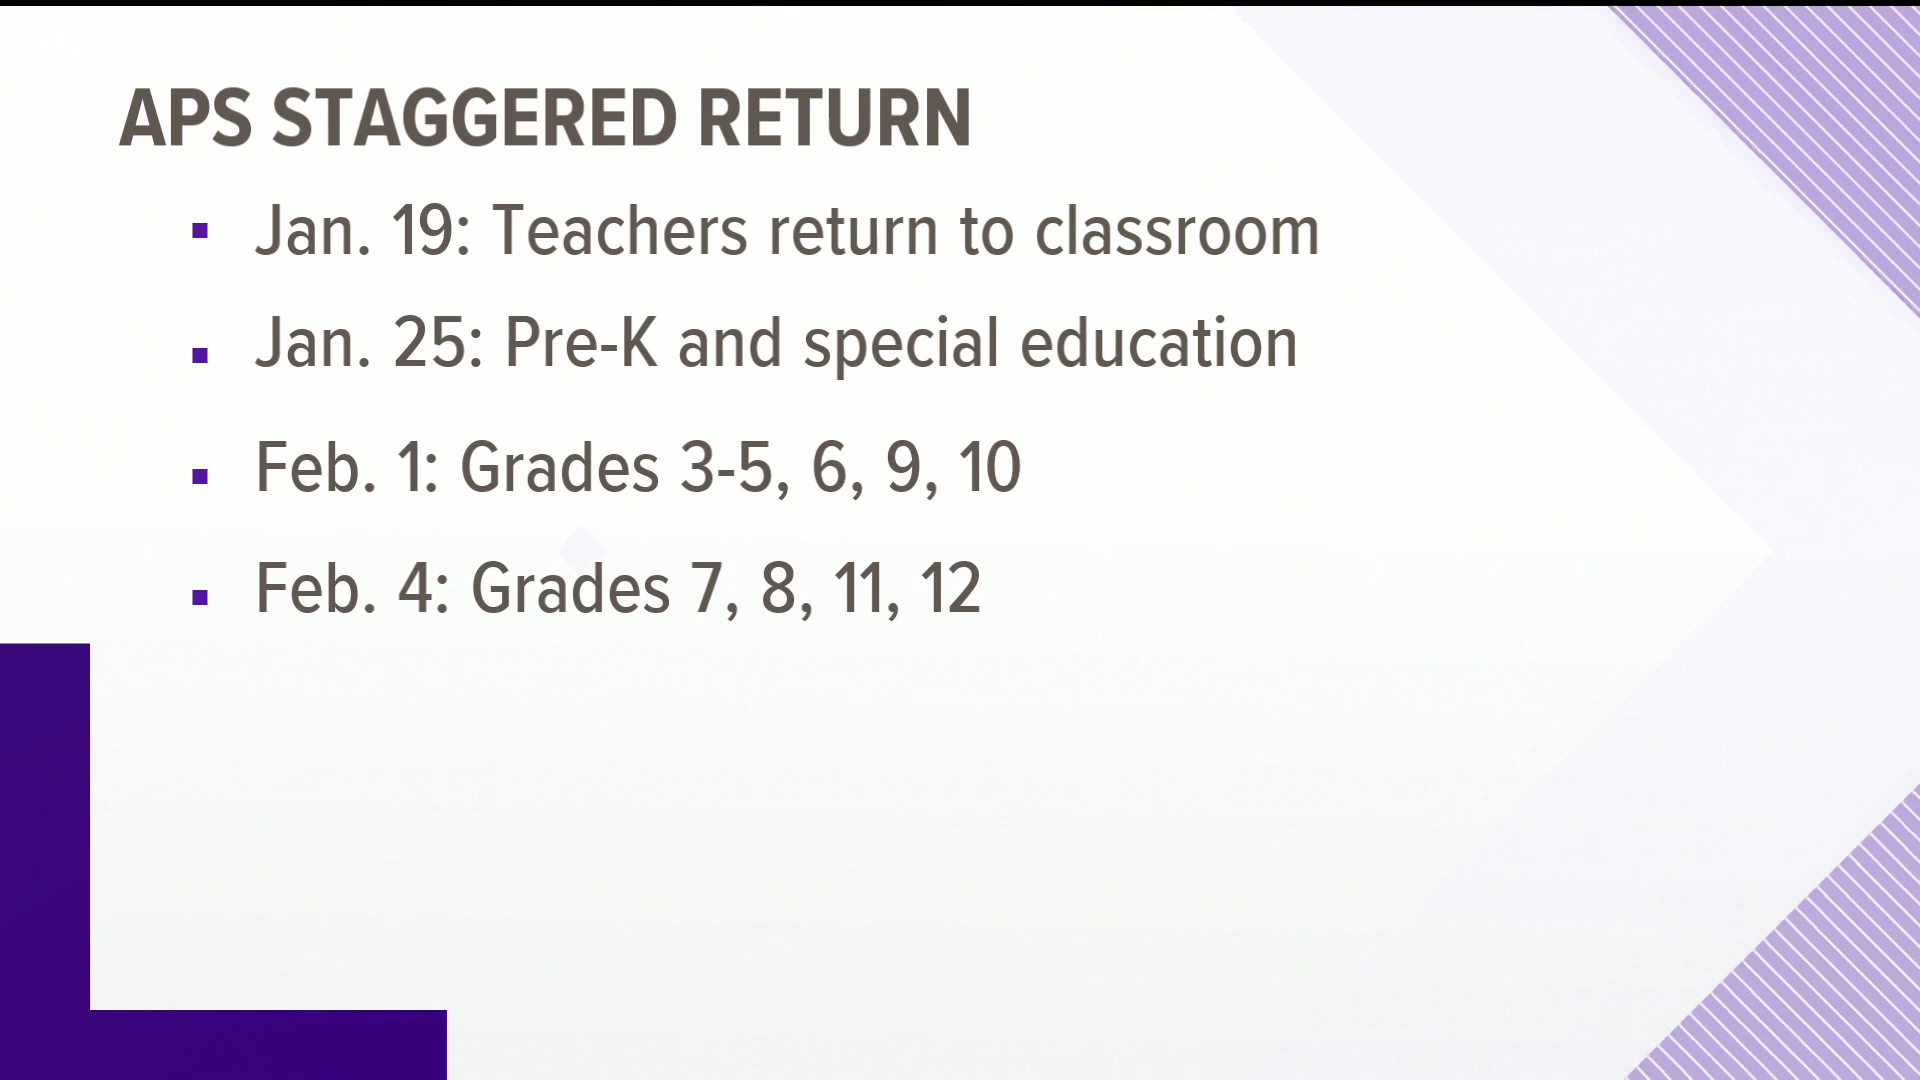 APS STAGGERED RETURN
▪ Jan. 19: Teachers return to classroom
▪ Jan. 25: Pre-K and special education
▪ Feb. 1: Grades 3-5, 6, 9, 10
▪ Feb. 4: Grades 7, 8, 11, 12